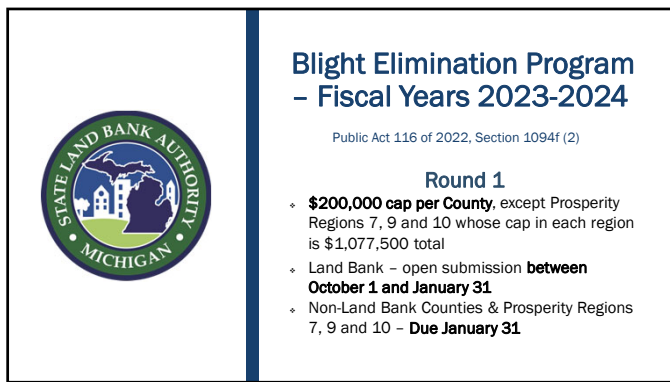 STATE LAND BANK AUTHORITY
• MICHIGAN •
Blight Elimination Program
– Fiscal Years 2023-2024
Public Act 116 of 2022, Section 1094f (2)
Round 1
$200,000 cap per County, except Prosperity
Regions 7, 9 and 10 whose cap in each region
is $1,077,500 total
Land Bank – open submission between
October 1 and January 31
Non-Land Bank Counties & Prosperity Regions
7, 9 and 10 – Due January 31